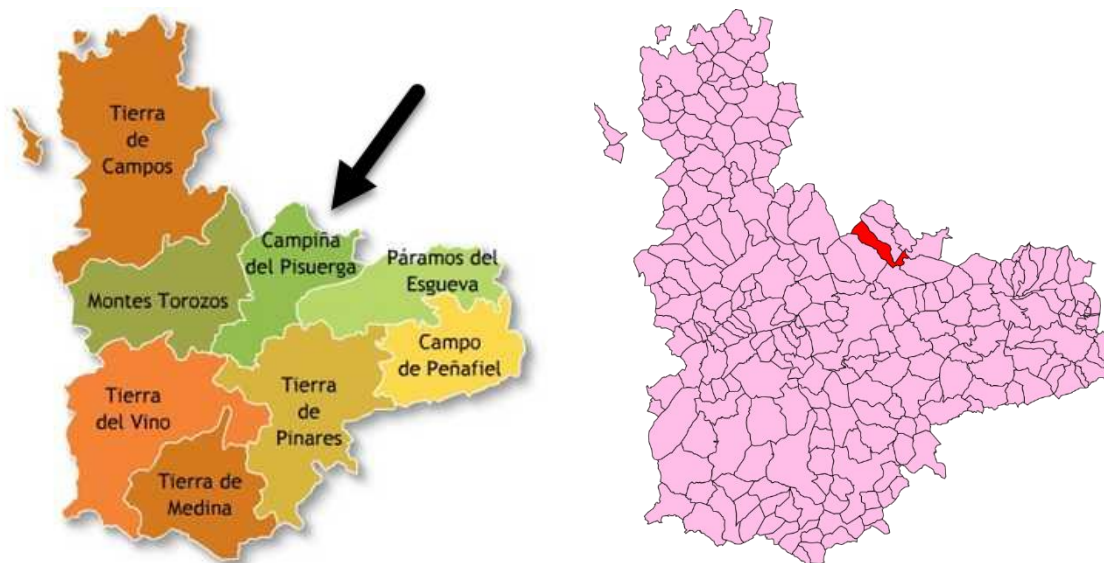 Tierra
de
Campos
Campiña
del Pisuerga
Páramos del
Esgueva
Montes Torozos
Campo
de Peñafiel
Tierra
del Vino
Tierra
de
Pinares
Tierra de
Medina